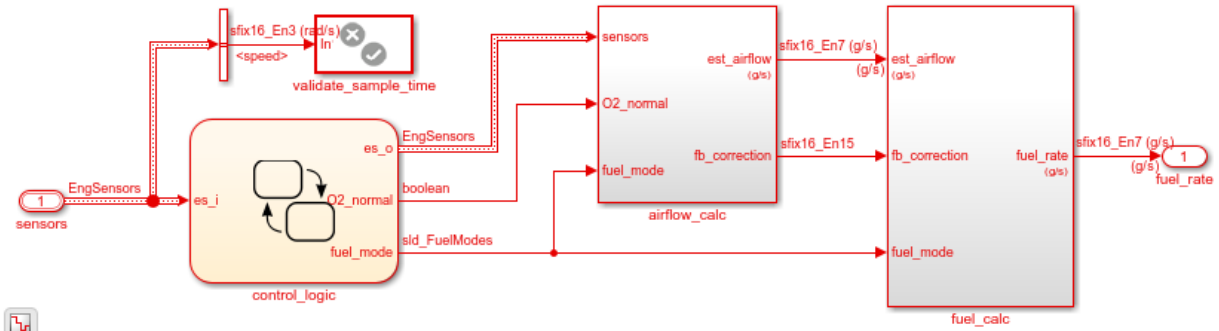 sfix16_En3 (rad/s)
<speed>
In
validate_sample_time
EngSensors
1
sensors
es_i
es_o
O2_normal
fuel_mode
control_logic
EngSensors
boolean
sld_FuelModes
sensors
O2_normal
fuel_mode
est_airflow
(g/s)
fb_correction
airflow_calc
sfix16_En7 (g/s)
(g/s)
sfix16_En15
est_airflow
(g/s)
fb_correction
fuel_mode
fuel_rate
(g/s)
fuel_calc
sfix16_En7 (g/s)
(g/s)
1
fuel_rate